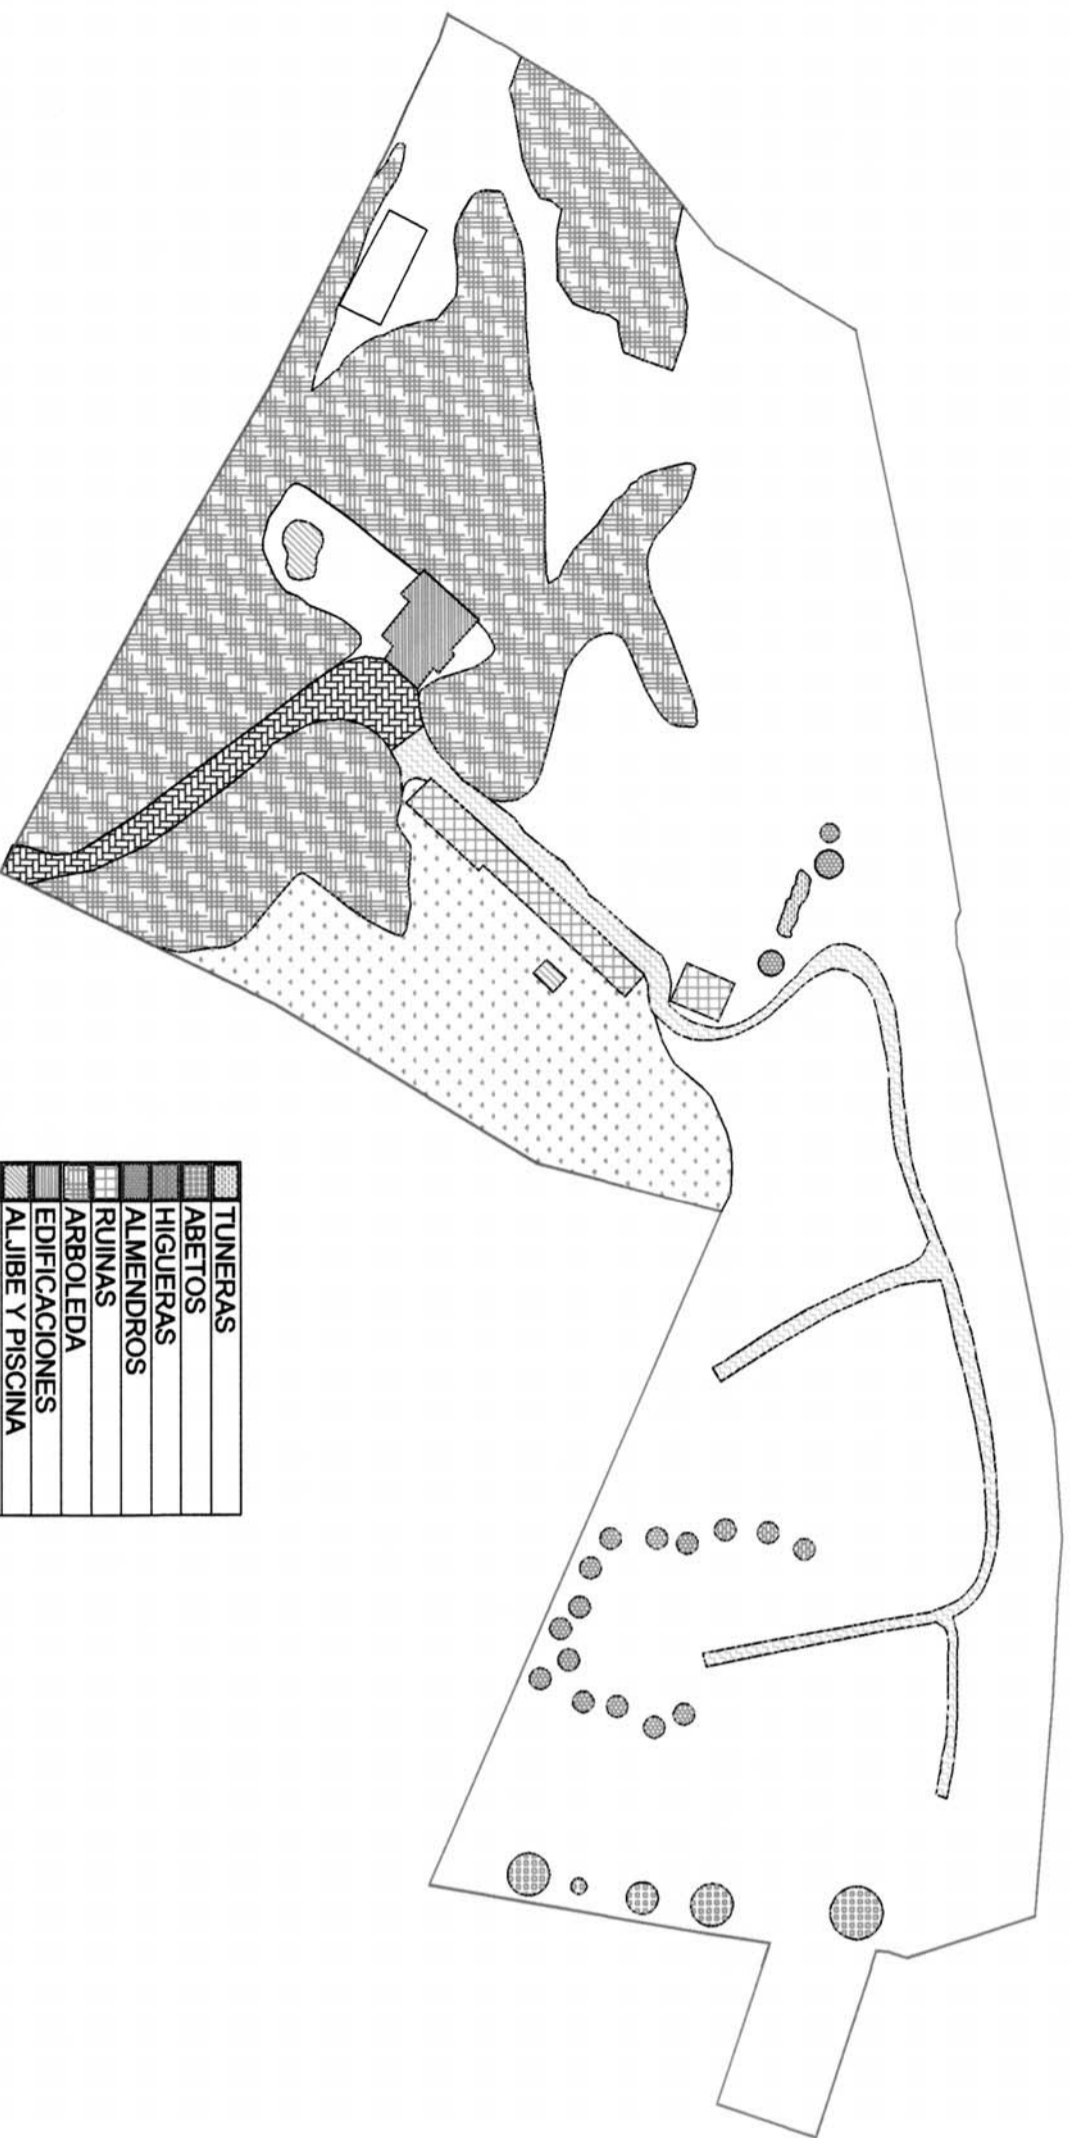 TUNERAS
ABETOS
HIGUERAS
ALMENDROS
RUINAS
ARBOLEDA
EDIFICACIONES
ALJIBE Y PISCINA